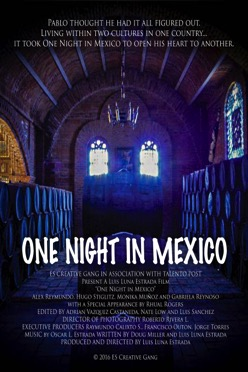 Pablo thought he had it all figured out.
Living within two cultures in one country...
it took One Night in Mexico to open his heart to another.
ONE NIGHT IN MEXICO
ES Creative Gang in association with Talento Post
Present a Luis Luna Estrada Film
"One Night in Mexico"
Alex Reymundo, Hugo Stiglitz, Monika Muñoz and Gabriela Reynoso
with a Special Appearance by Rhual Rogers
Edited by Adrian Vazquez Castaneda, Nate Low and Luis Sanchez
Director of Photography Roberto Rivera L.
Executive Producers Raymundo Calixto S., Francisco Outon, Jorge Torres
Music by Oscar L. Estrada Written by Doug Miller and Luis Luna Estrada
Produced and Directed by Luis Luna Estrada
© 2016 ES Creative Gang